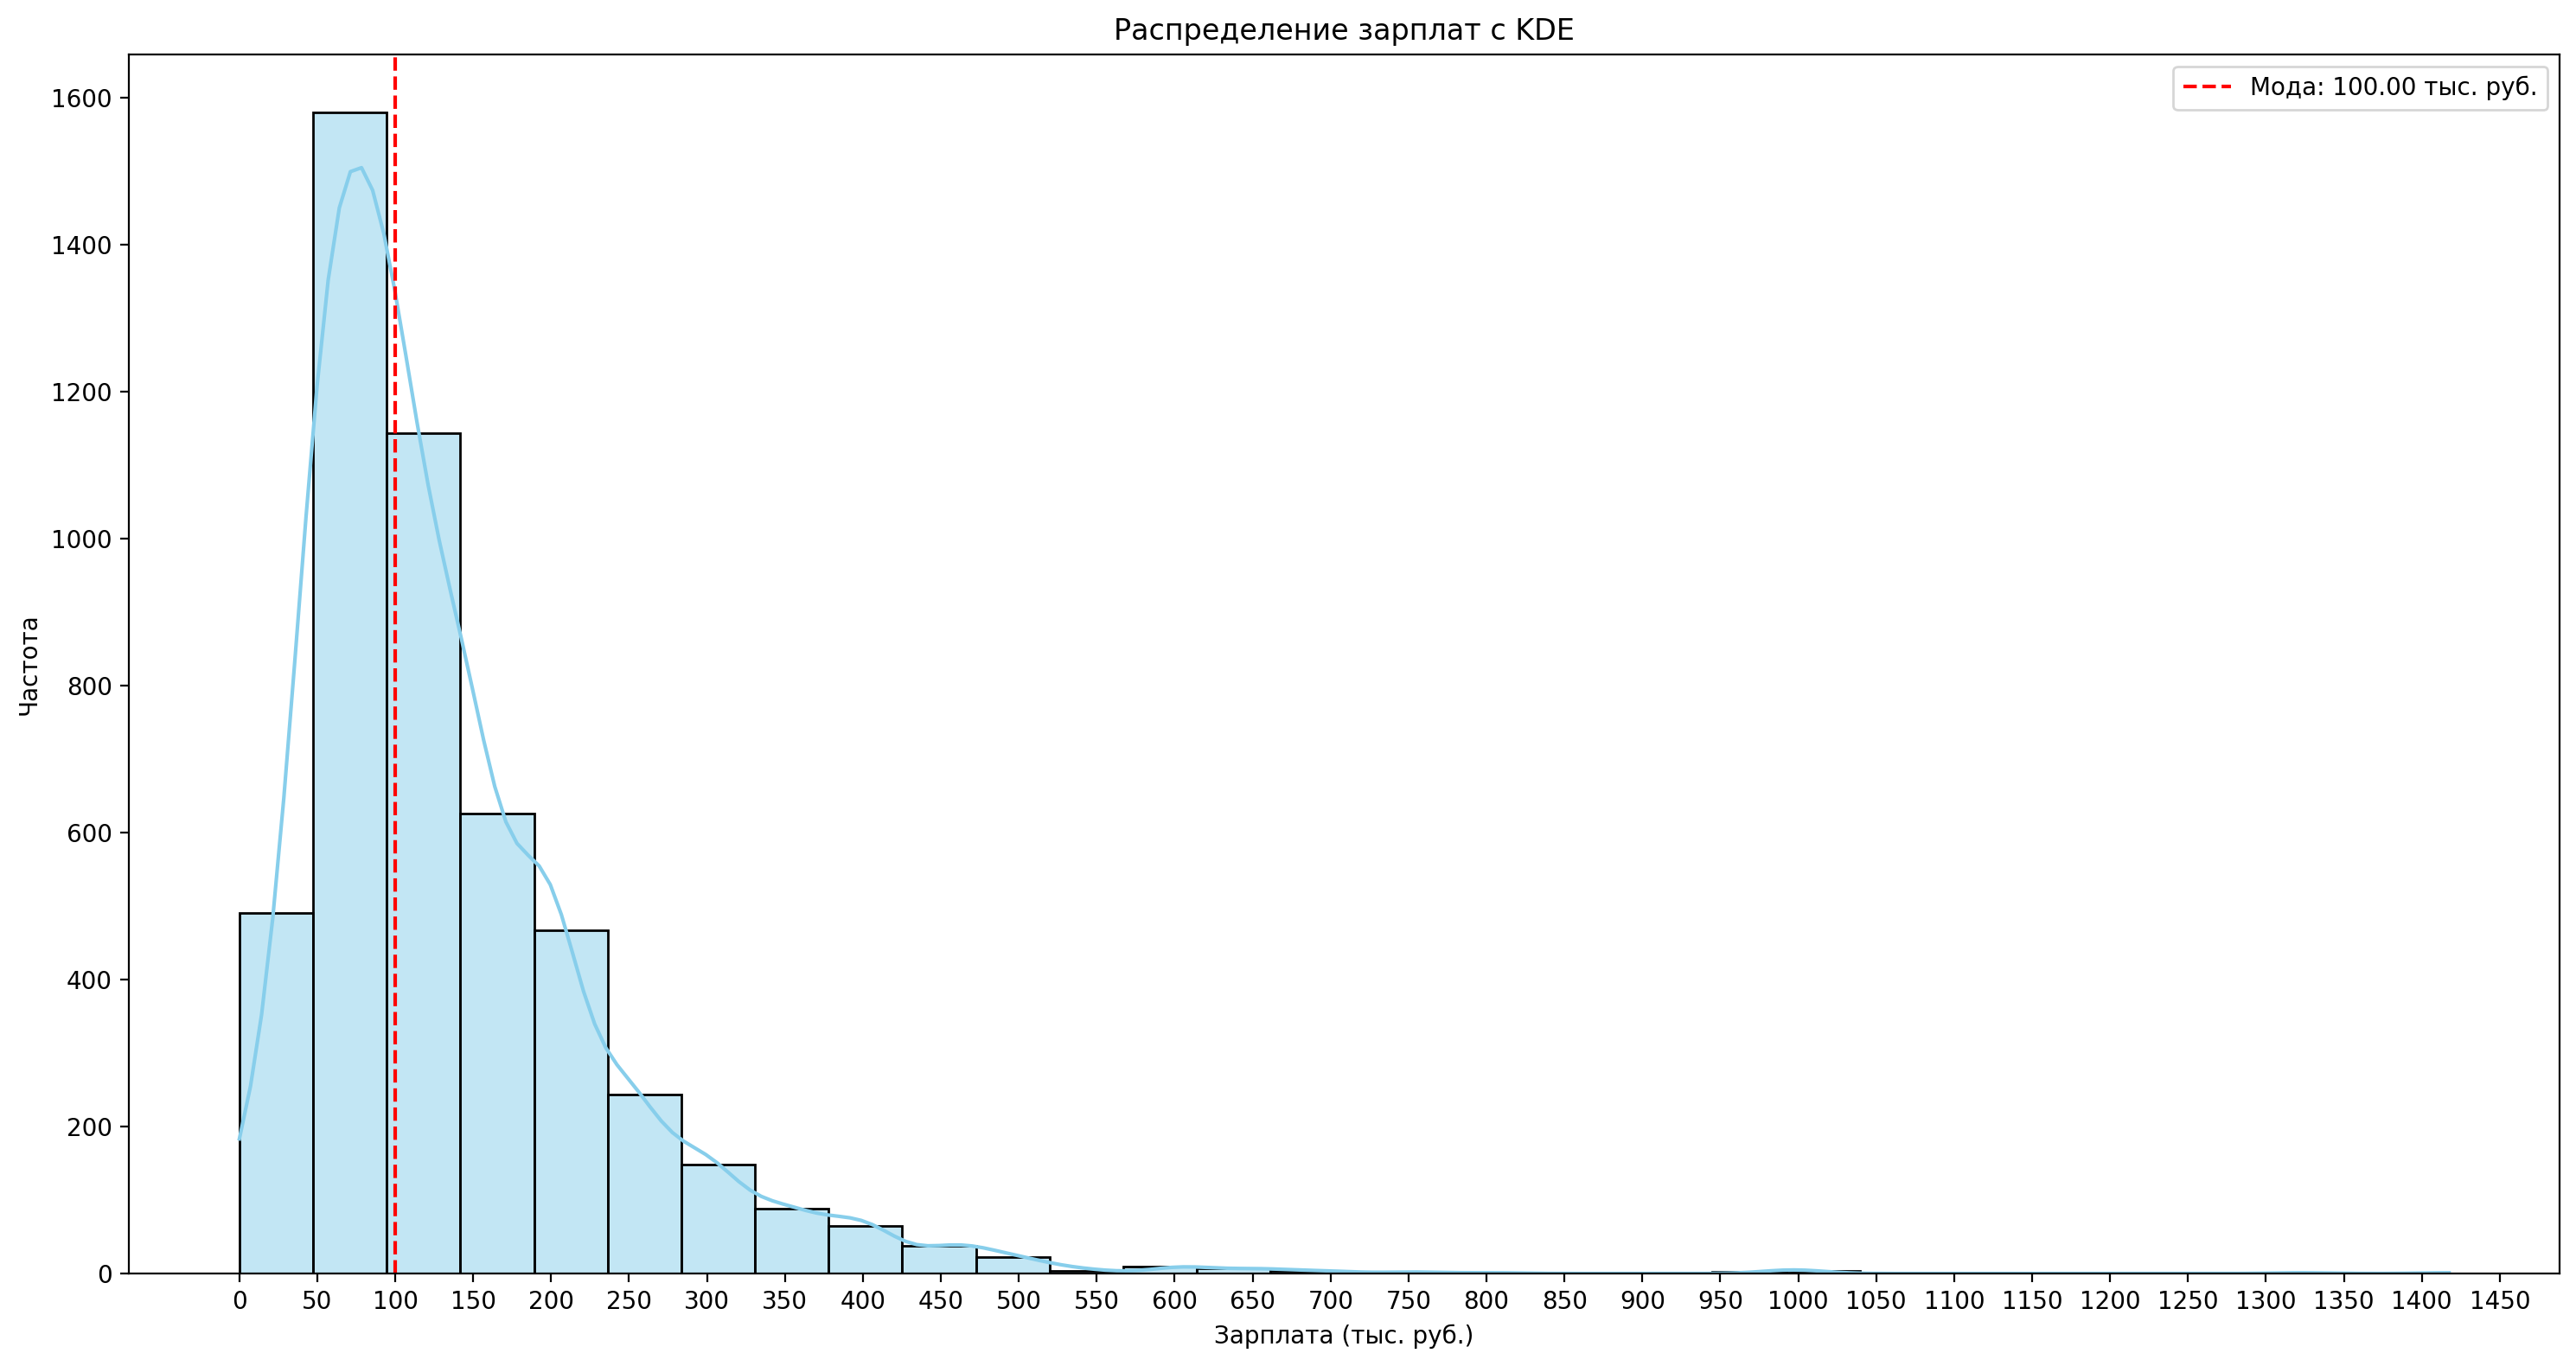 Распределение зарплат с KDE
Мода: 100.00 тыс. руб.
1600
1400
1200
1000
800
600
400
200
0
Частота
0 50 100 150 200 250 300 350 400 450 500 550 600 650 700 750 800 850 900 950 1000 1050 1100 1150 1200 1250 1300 1350 1400 1450
Зарплата (тыс. руб.)